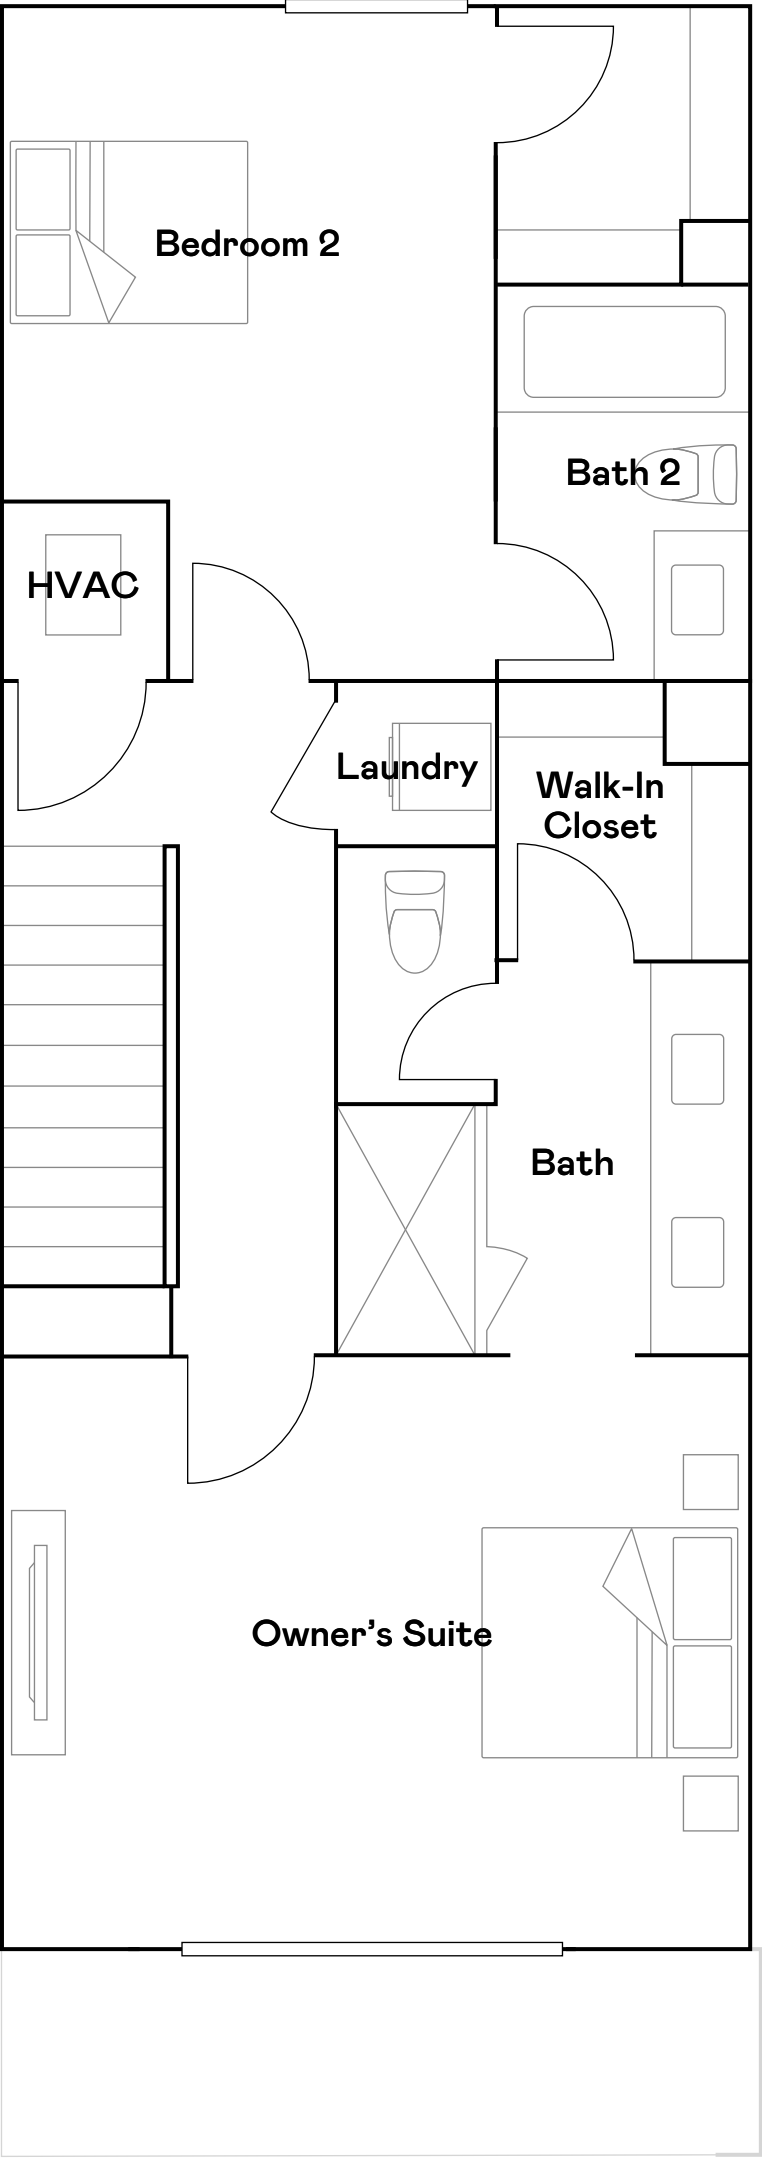 Bedroom 2
Bath 2
HVAC
Laundry
Walk-In
Closet
Bath
Owner’s Suite